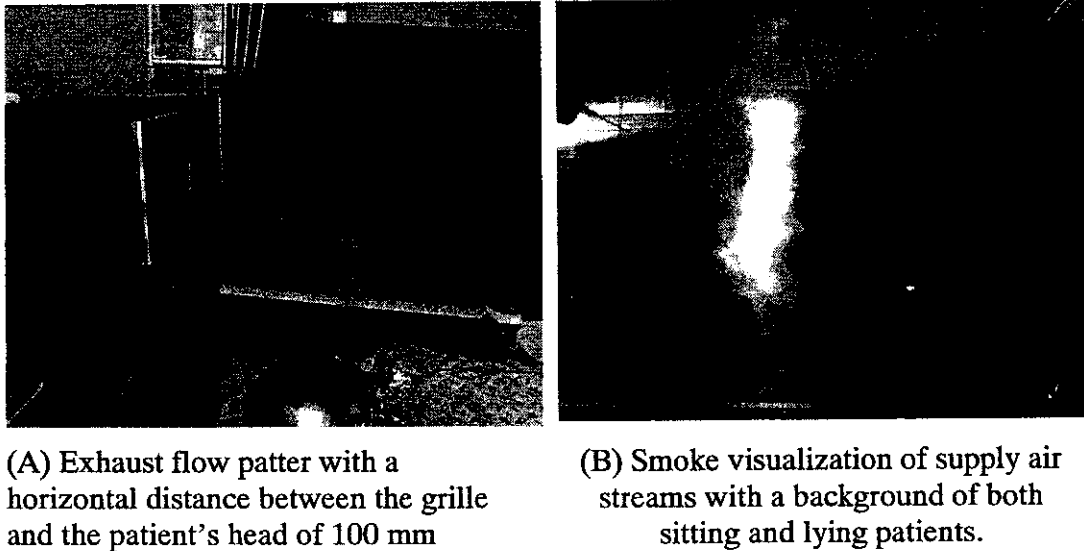 (A) Exhaust flow patter with a
horizontal distance between the grille
and the patient's head of 100 mm
(B) Smoke visualization of supply air
streams with a background of both
sitting and lying patients.